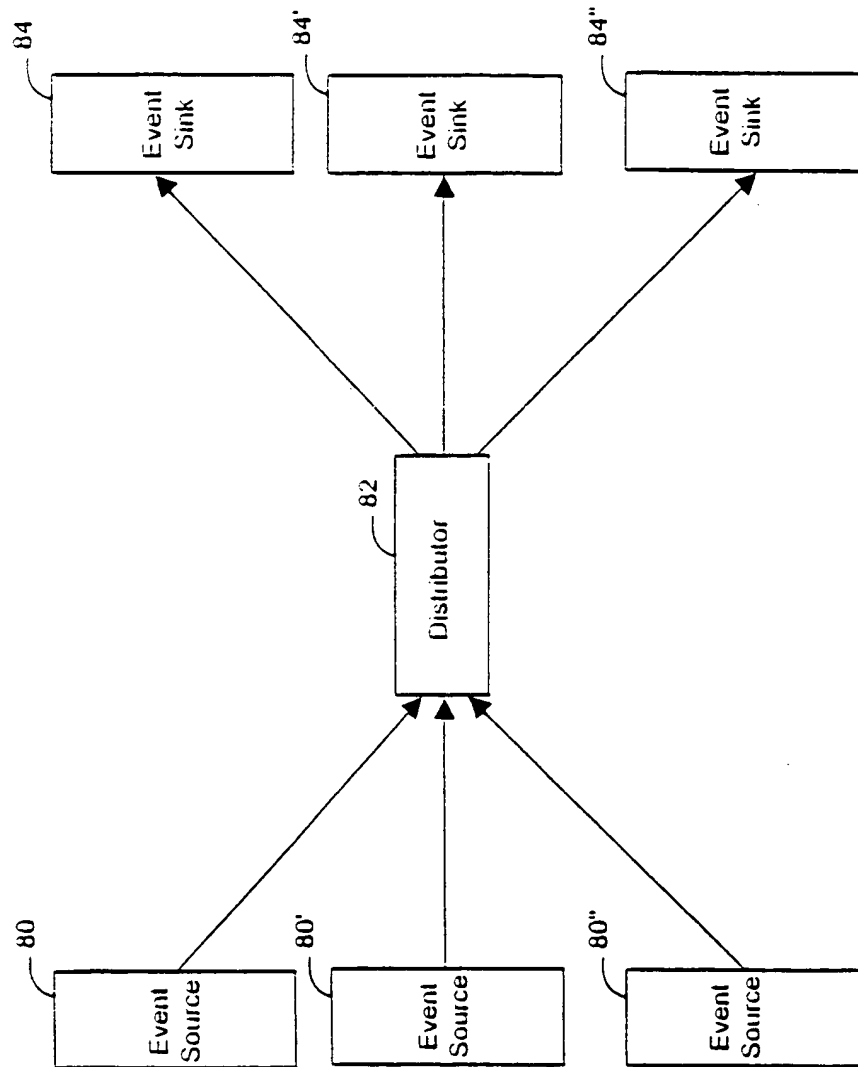 80
Event
Source
80'
Event
Source
80"
Event
Source
82
Distributor
84
Event
Sink
84'
Event
Sink
84"
Event
Sink